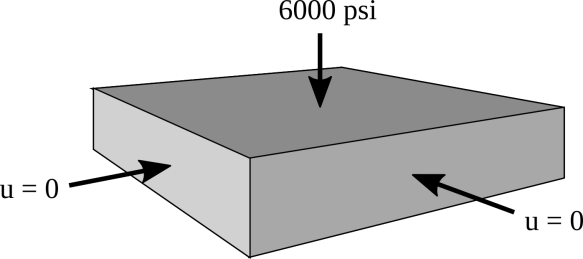 6000 psi
u = 0
u = 0